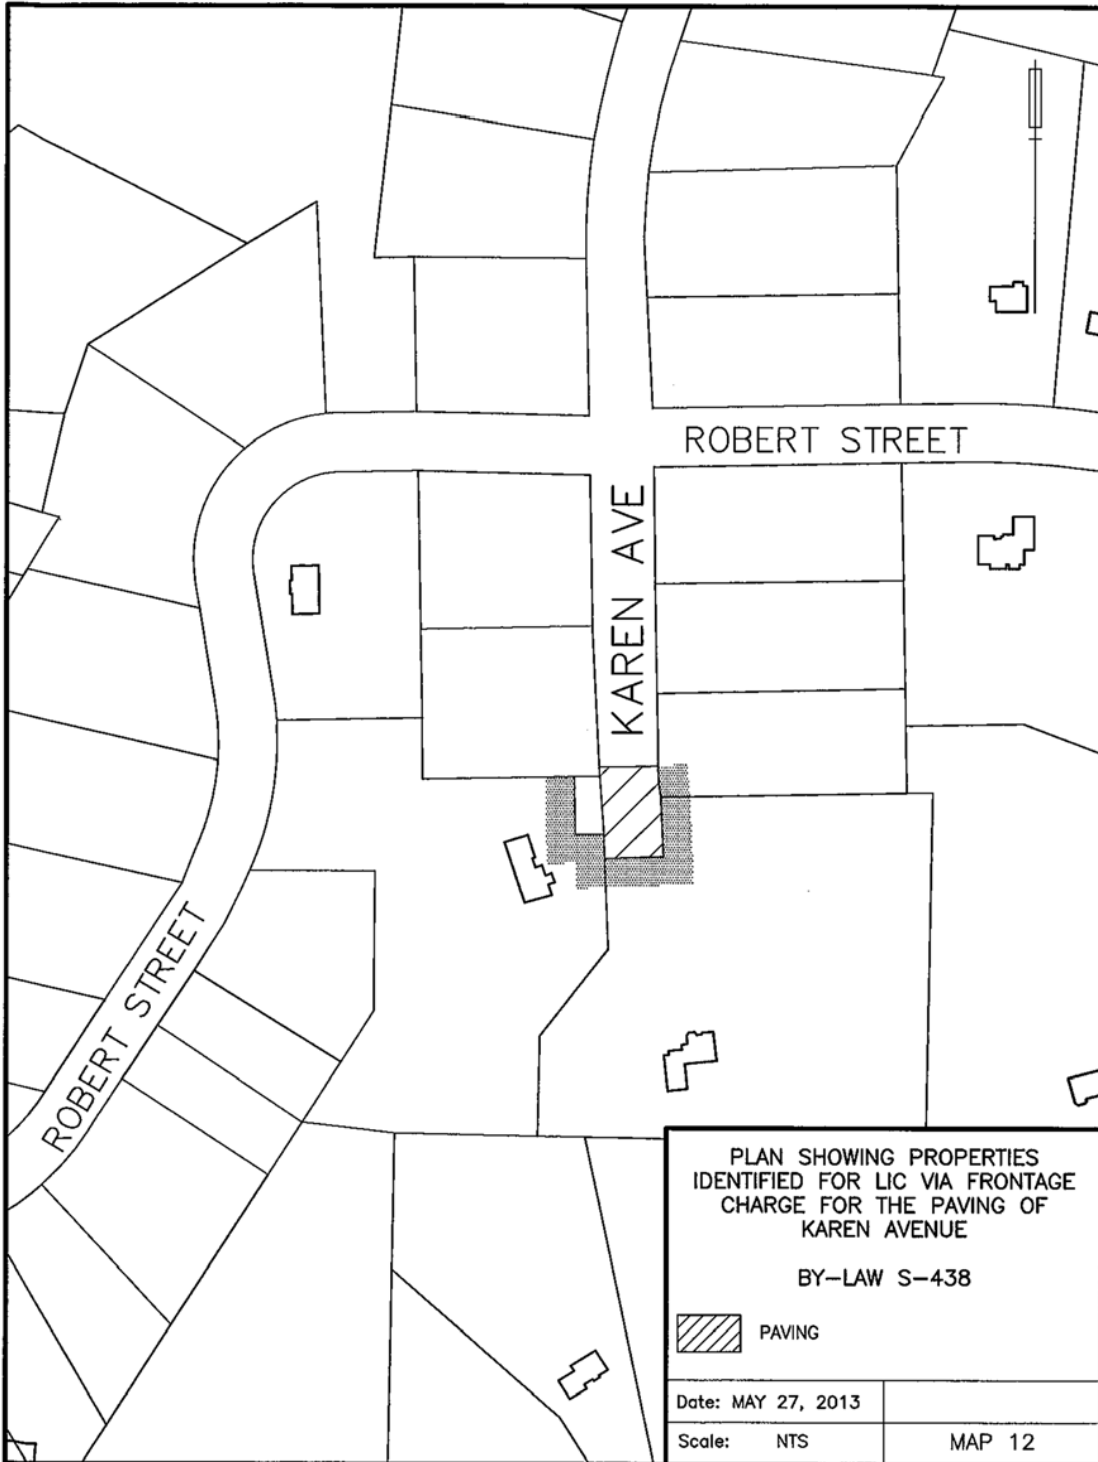 ROBERT STREET
KAREN AVE
ROBERT STREET
PLAN SHOWING PROPERTIES
IDENTIFIED FOR LIC VIA FRONTAGE
CHARGE FOR THE PAVING OF
KAREN AVENUE
BY-LAW S-438
PAVING
Date: MAY 27, 2013
Scale: NTS
MAP 12